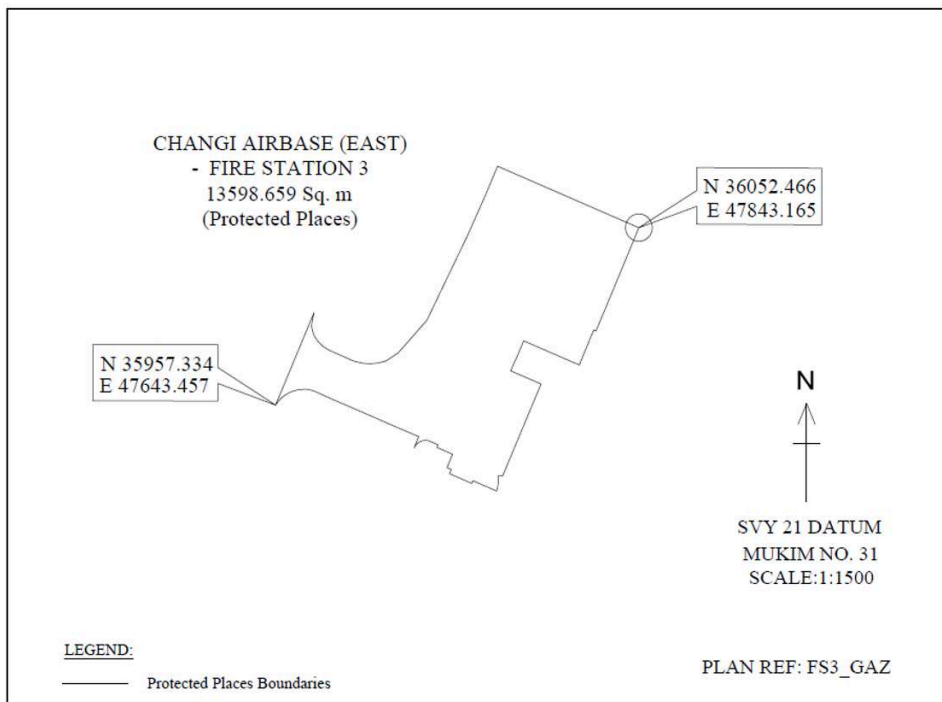 CHANGI AIRBASE (EAST)
- FIRE STATION 3
13598.659 Sq. m
(Protected Places)
N 36052.466
E 47843.165
N 35957.334
E 47643.457
N
SVY 21 DATUM
MUKIM NO. 31
SCALE:1:1500
LEGEND:
Protected Places Boundaries
PLAN REF: FS3_GAZ